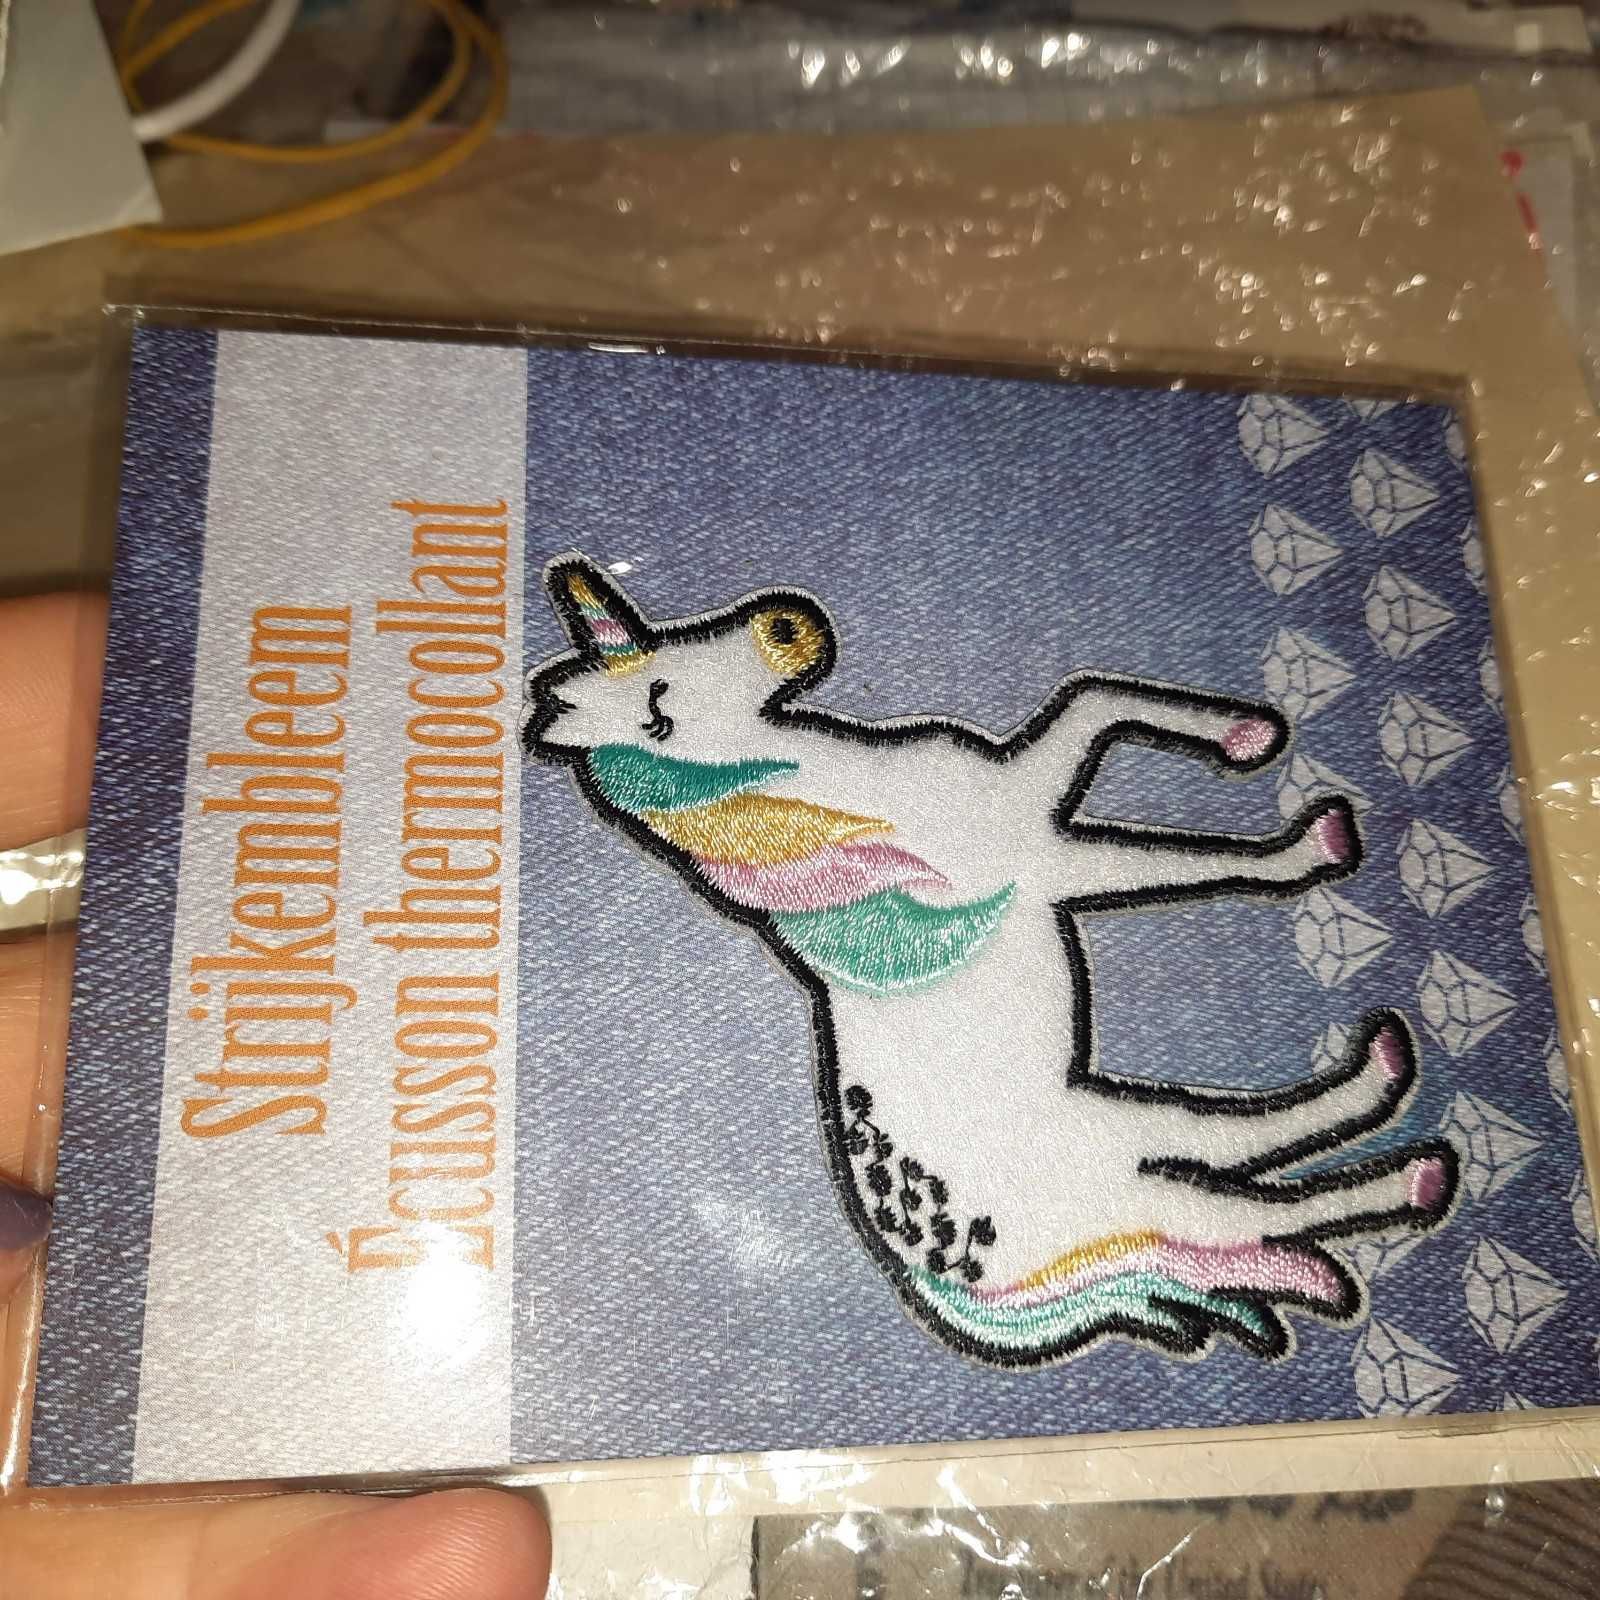 Strijkembleem
Écusson thermocollant